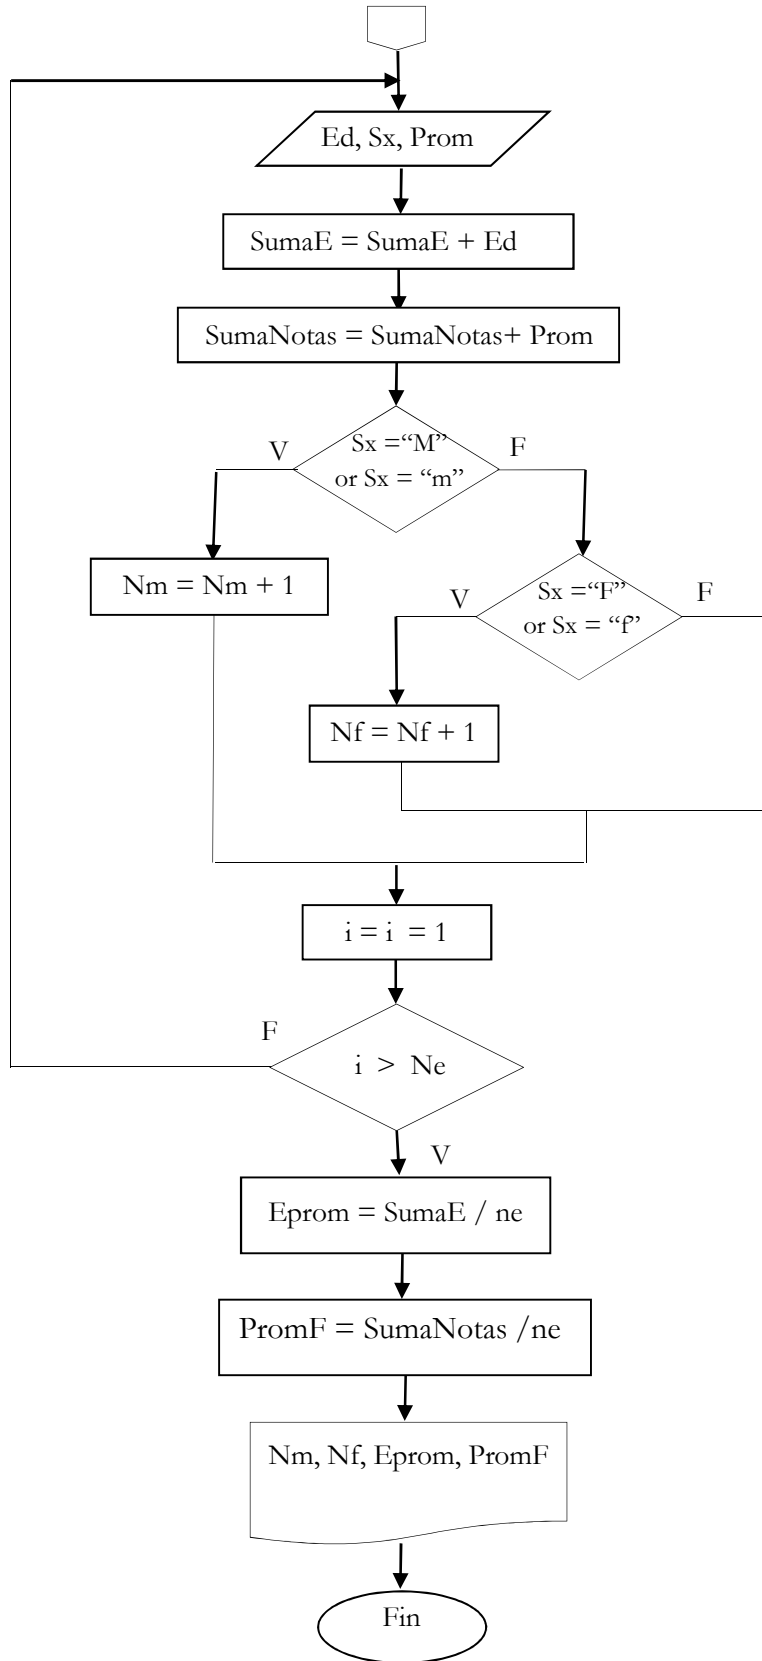 Ed, Sx, Prom
SumaE = SumaE + Ed
SumaNotas = SumaNotas+ Prom
V
Sx =“M”
or Sx = “m”
F
Nm = Nm + 1
V
Sx =“F”
or Sx = “f”
F
Nf = Nf + 1
i = i = 1
F
i > Ne
V
Eprom = SumaE / ne
PromF = SumaNotas /ne
Nm, Nf, Eprom, PromF
Fin